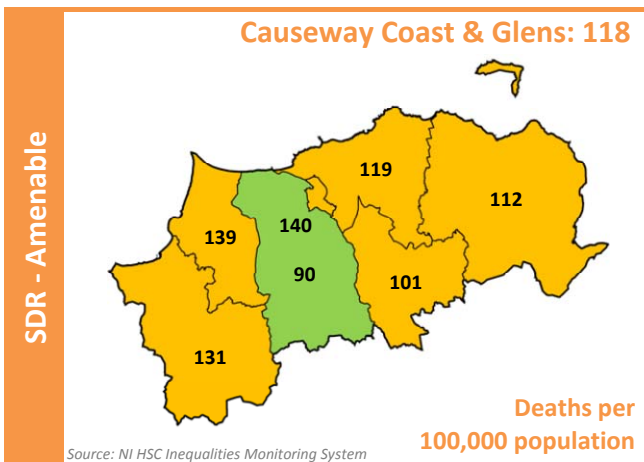 Causeway Coast & Glens: 118
SDR - Amenable
119
112
140
139
90
101
131
Deaths per
100,000 population
Source: NI HSC Inequalities Monitoring System